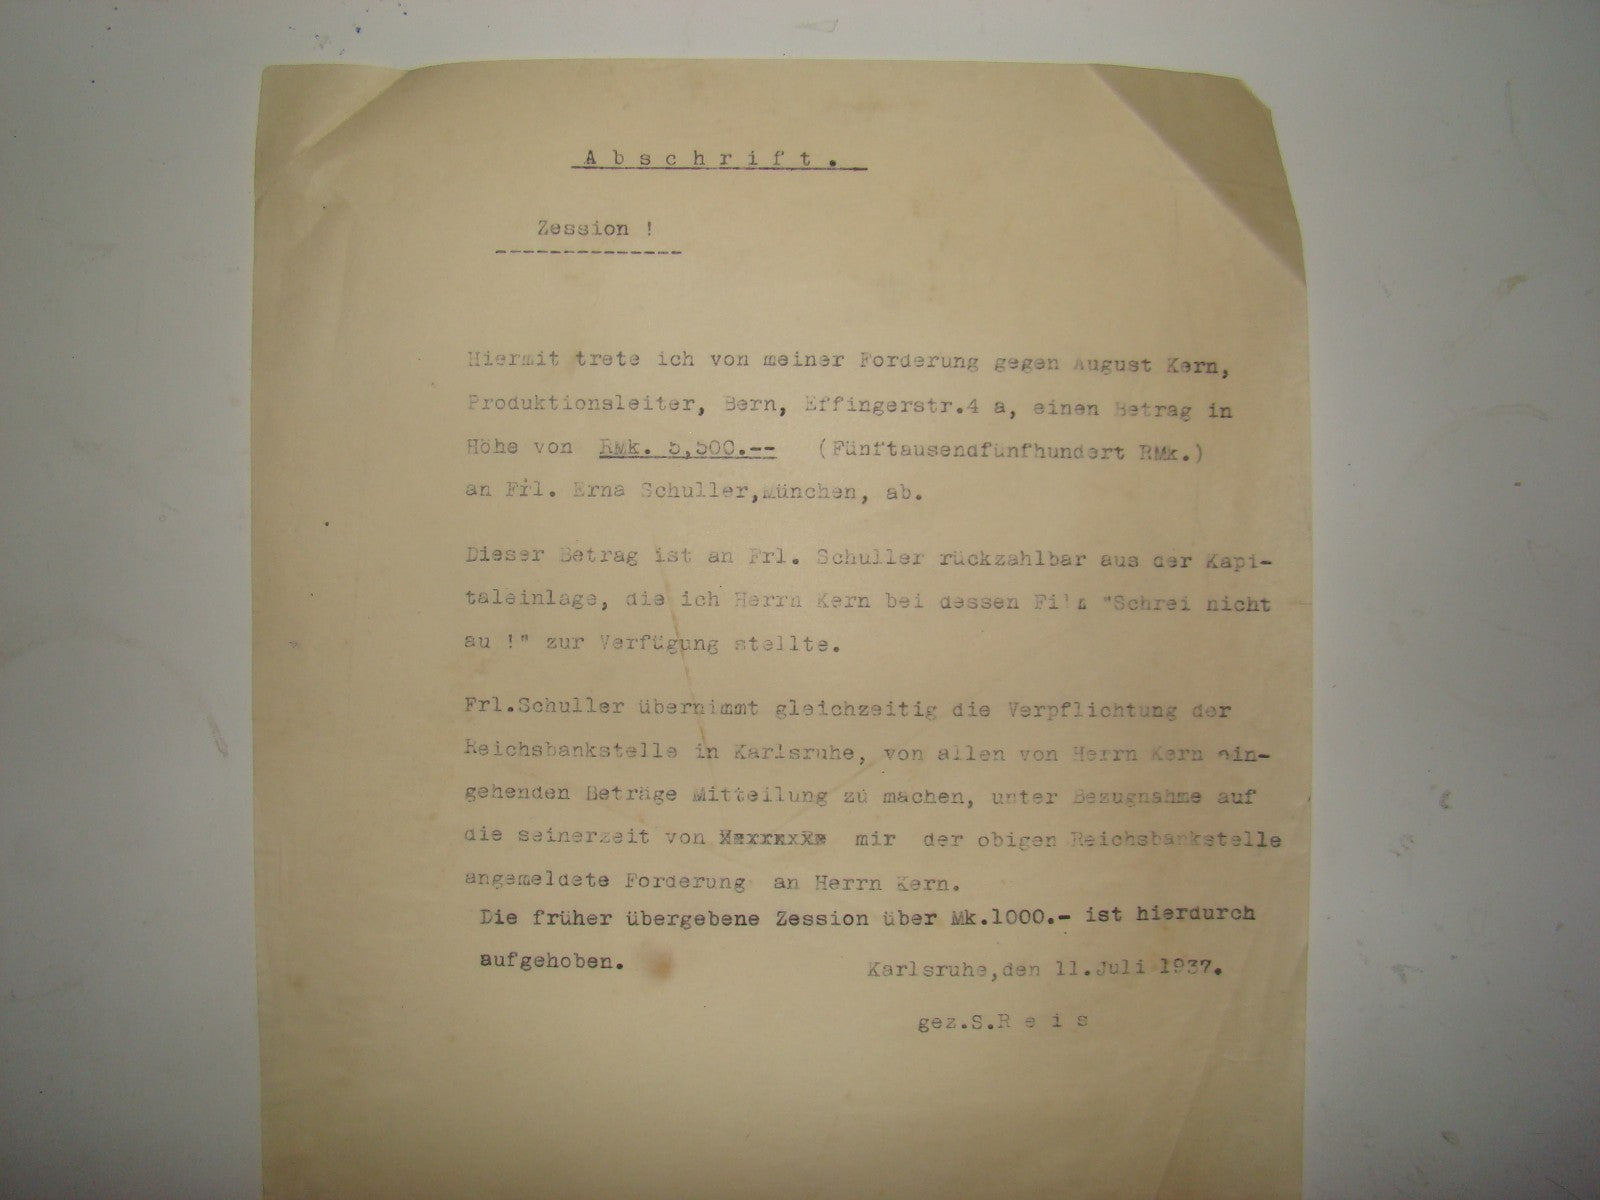 Abschrift.
Zession !
Hiermit trete ich von meiner Forderung gegen August Kern,
Produktionsleiter, Bern, Effingerstr.4 a, einen Betrag in
Höhe von RMk. 5,500.-- (Fünftausendfünfhundert RMk.)
an Frl. Erna Schuller,München, ab.
Dieser Betrag ist an Frl. Schuller rückzahlbar aus der Kapi-
taleinlage, die ich Herrn Kern bei dessen Film "Schrei nicht
au !" zur Verfügung stellte.
Frl.Schuller übernimmt gleichzeitig die Verpflichtung der
Reichsbankstelle in Karlsruhe, von allen von Herrn Kern ein-
gehenden Beträge Mitteilung zu machen, unter Bezugnahme auf
die seinerzeit von mir der obigen Reichsbankstelle
angemeldete Forderung an Herrn Kern.
Die früher übergebene Zession über Mk.1000.- ist hierdurch
aufgehoben.
Karlsruhe,den 11.Juli 1937.
gez.S.Reis